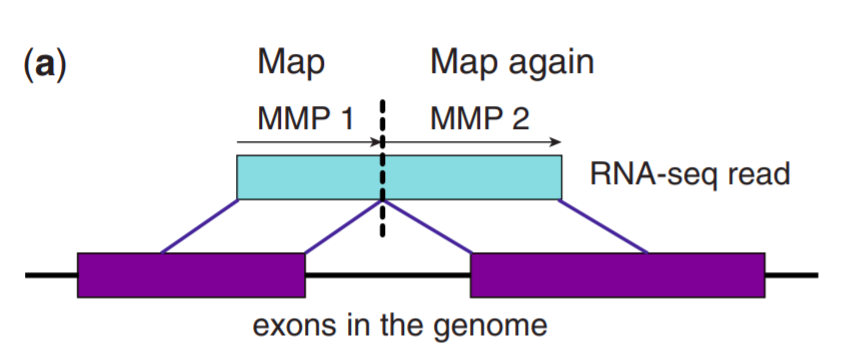 (a)
Map Map again
MMP 1 MMP 2
RNA-seq read
exons in the genome